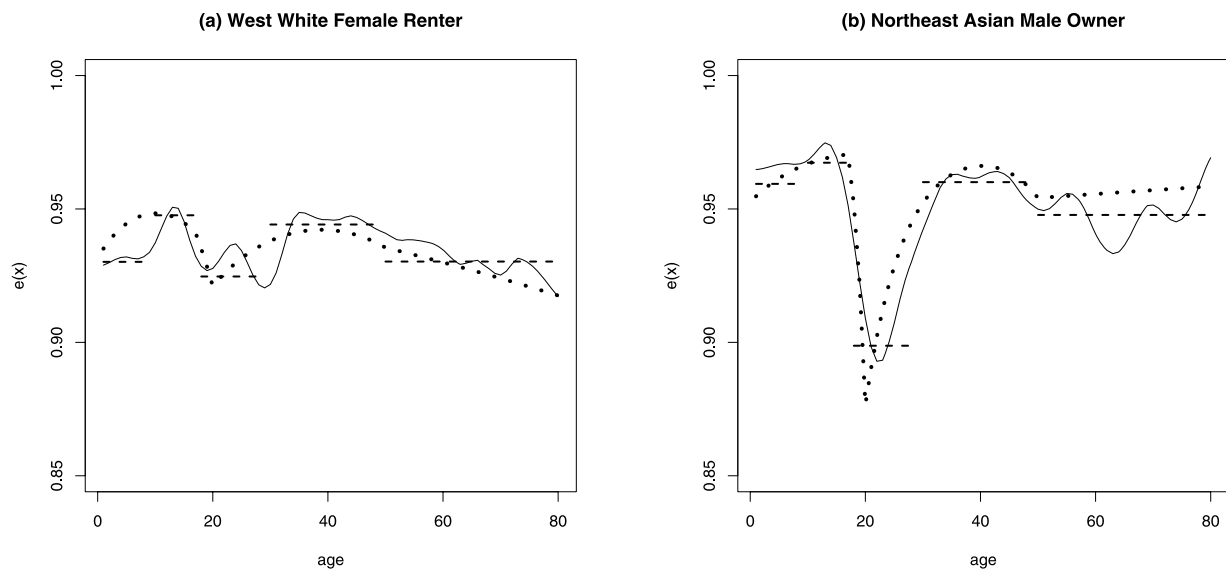 (a) West White Female Renter
1.00
0.95
0.90
0.85
e(x)
0 20 40 60 80
age
(b) Northeast Asian Male Owner
1.00
0.95
0.90
0.85
e(x)
0 20 40 60 80
age